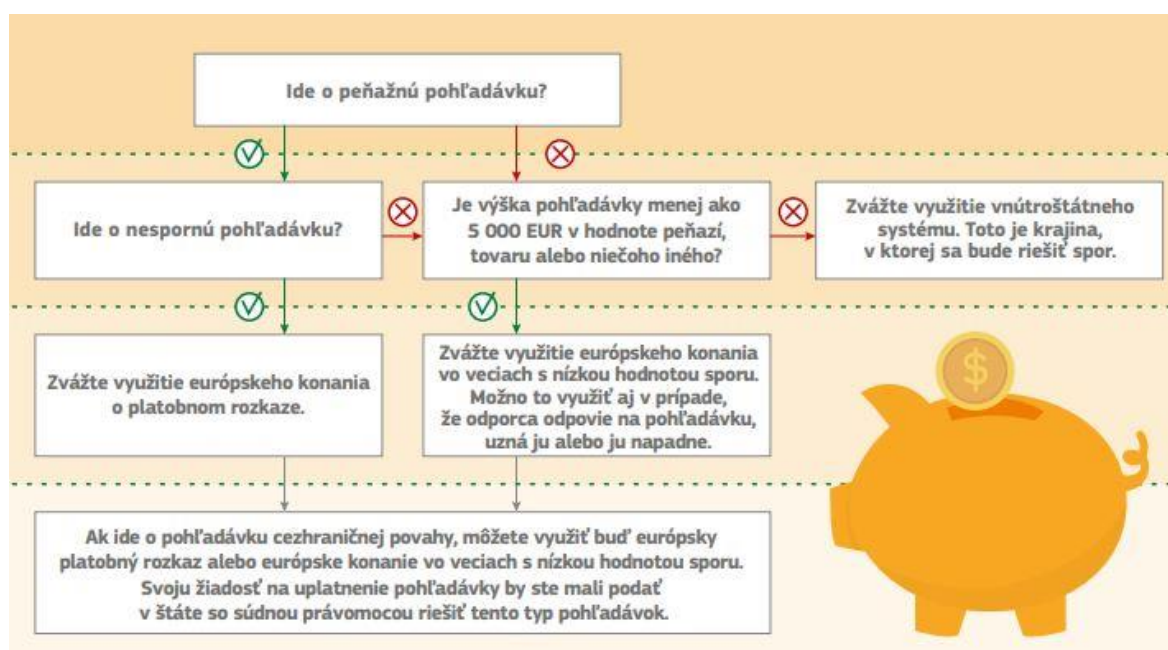 Ide o peňažnú pohľadávku?
Ide o nespornú pohľadávku?
Je výška pohľadávky menej ako
5 000 EUR v hodnote peňazí,
tovaru alebo niečoho iného?
Zvážte využitie vnútroštátneho
systému. Toto je krajina,
v ktorej sa bude riešiť spor.
Zvážte využitie európskeho konania
o platobnom rozkaze.
Zvážte využitie európskeho konania
vo veciach s nízkou hodnotou sporu.
Možno to využiť aj v prípade,
že odporca odpovie na pohľadávku,
uzná ju alebo ju napadne.
$
Ak ide o pohľadávku cezhraničnej povahy, môžete využiť buď európsky
platobný rozkaz alebo európske konanie vo veciach s nízkou hodnotou sporu.
Svoju žiadosť na uplatnenie pohľadávky by ste mali podať
v štáte so súdnou právomocou riešiť tento typ pohľadávok.